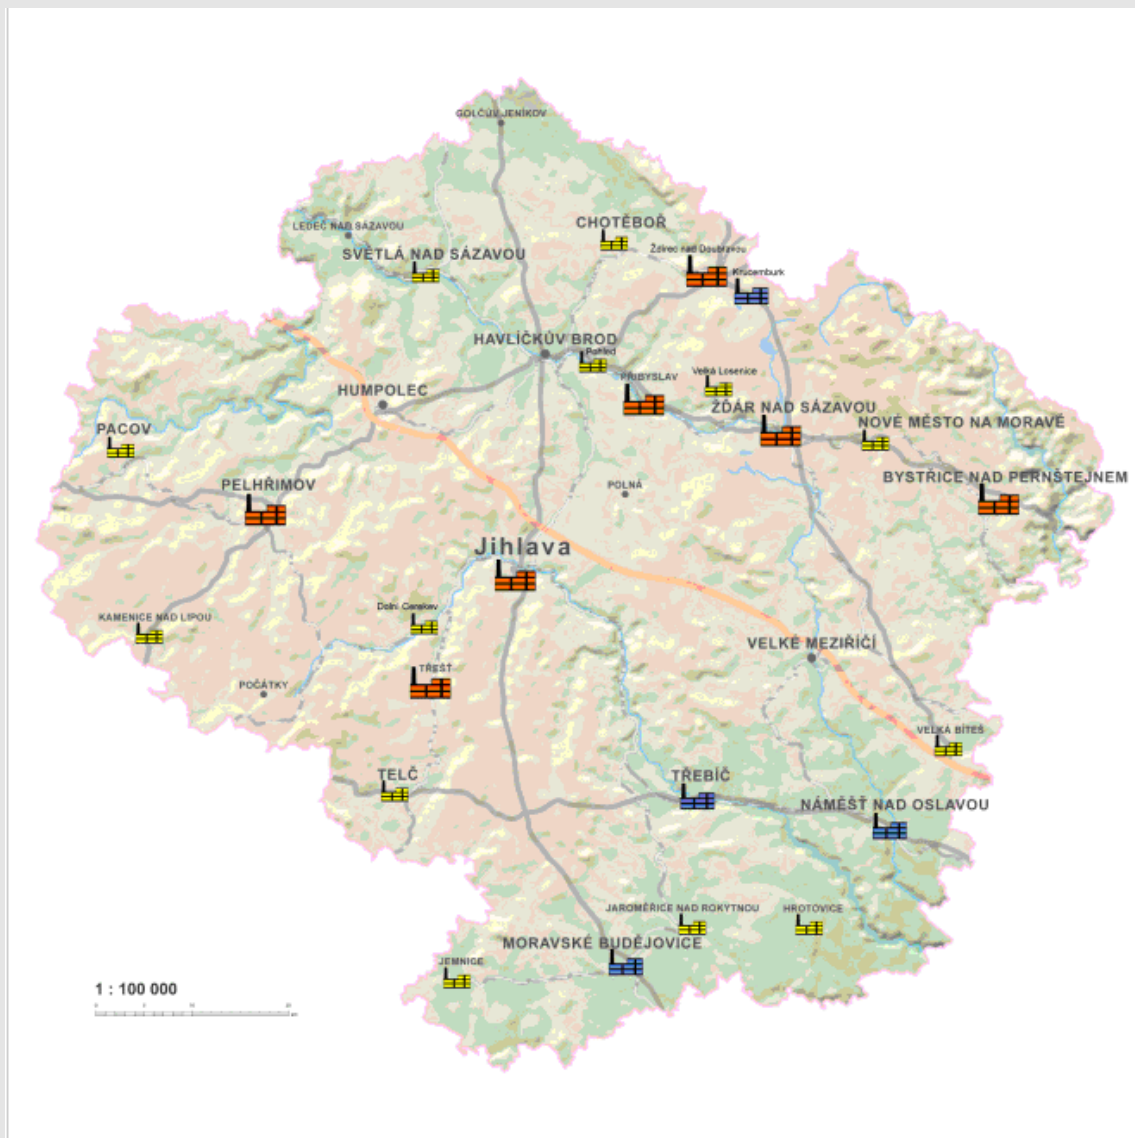 GOLČŮV JENÍKOV
CHOTĚBOŘ
LEDEČ NAD SÁZAVOU
SVĚTLÁ NAD SÁZAVOU
Ždírec nad Doubravou
Krucemburk
HAVLÍČKŮV BROD
Pohled
PŘIBYSLAV
Velká Losenice
HUMPOLEC
ŽĎÁR NAD SÁZAVOU
NOVÉ MĚSTO NA MORAVĚ
PACOV
PELHŘIMOV
POLNÁ
BYSTŘICE NAD PERNŠTEJNEM
Jihlava
Dolní Cerekev
KAMENICE NAD LIPOU
VELKÉ MEZIŘÍČÍ
TŘEŠŤ
POČÁTKY
VELKÁ BÍTEŠ
TELČ
TŘEBÍČ
NÁMĚŠŤ NAD OSLAVOU
JAROMĚŘICE NAD ROKYTNOU
HROTOVICE
MORAVSKÉ BUDĚJOVICE
JEMNICE
1 : 100 000